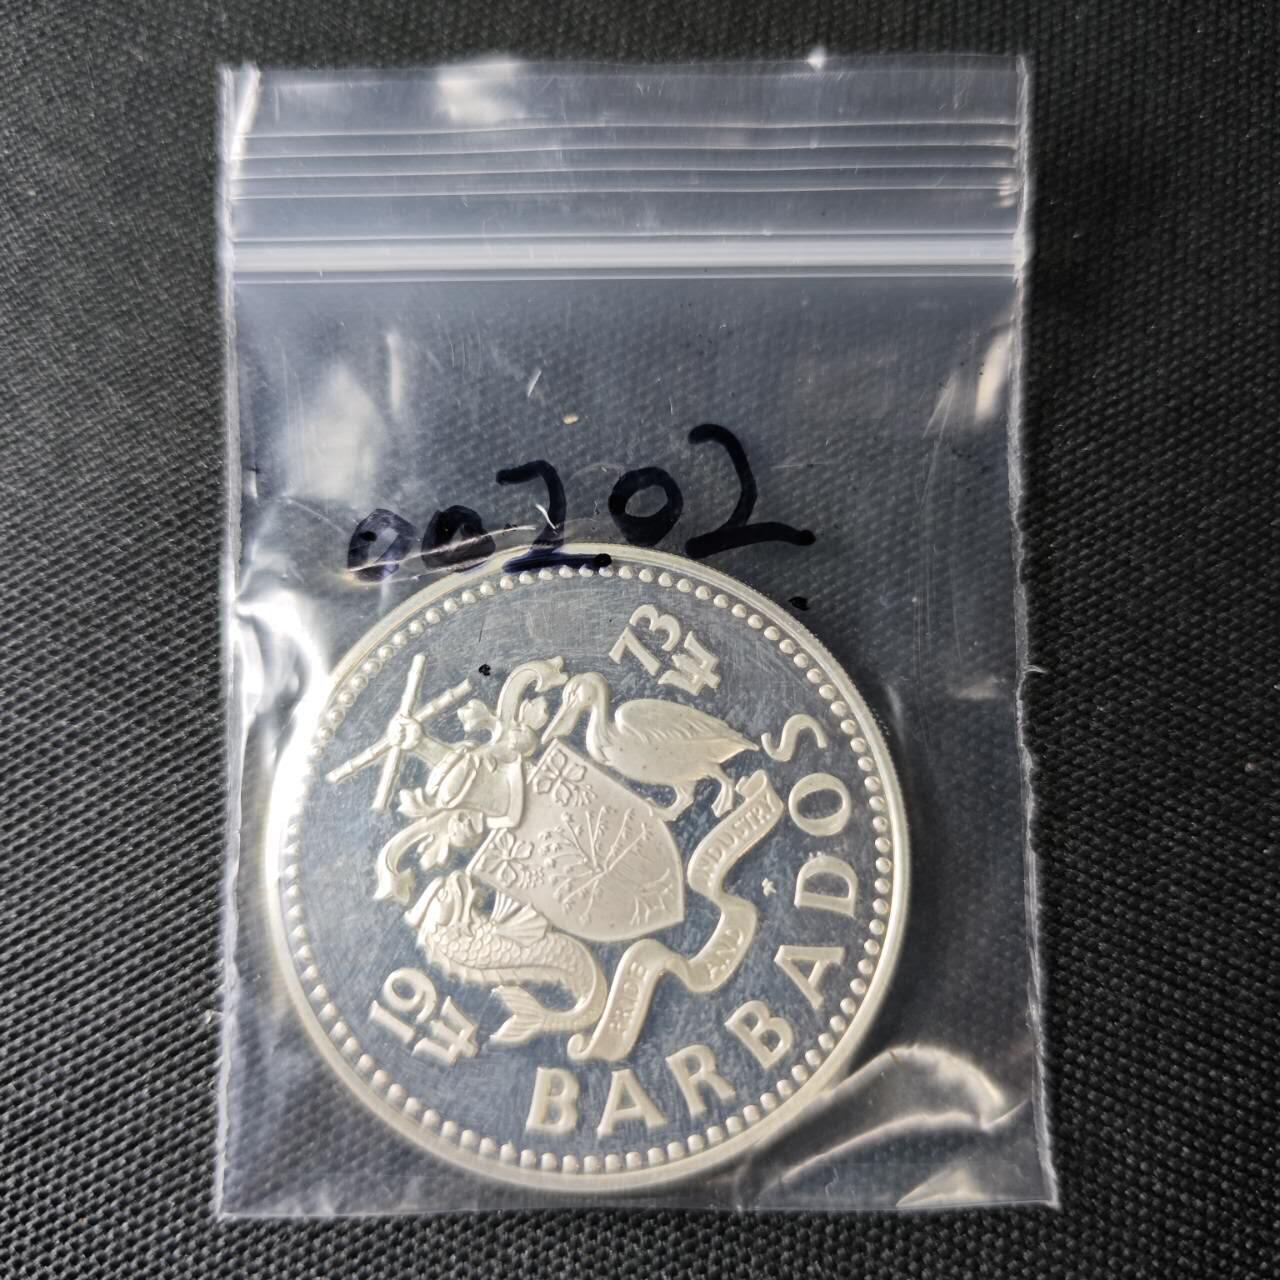 00202
19 73
PRIDE AND INDUSTRY
BARBADOS